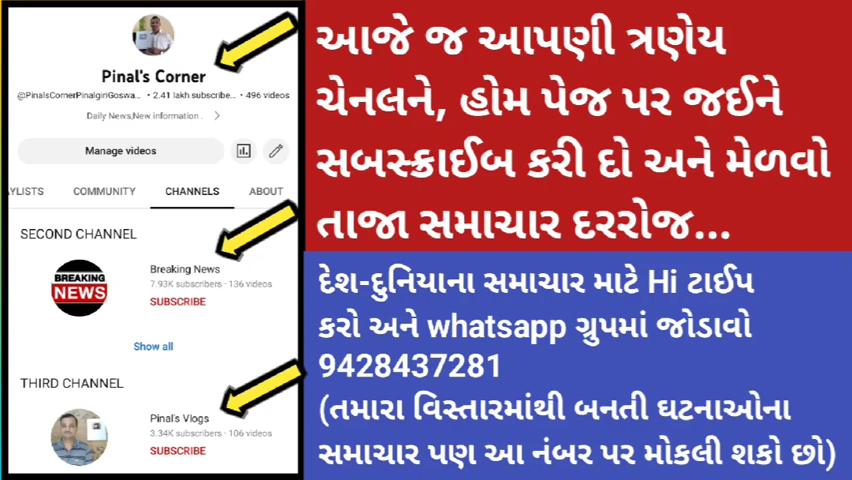 Pinal's Corner
@PinalsCornerPinalgiriGoswa... • 2.41 lakh subscribe... • 496 videos
Daily News,New information .
Manage videos
AYLISTS COMMUNITY CHANNELS ABOUT
SECOND CHANNEL
BREAKING
NEWS
Breaking News
7.93K subscribers · 136 videos
SUBSCRIBE
Show all
THIRD CHANNEL
Pinal's Vlogs
3.34K subscribers · 106 videos
SUBSCRIBE
આજે જ આપણી ત્રણેય
ચેનલને, હોમ પેજ પર જઈને
સબસ્ક્રાઈબ કરી દો અને મેળવો
તાજા સમાચાર દરરોજ...
દેશ-દુનિયાના સમાચાર માટે Hi ટાઈપ
કરો અને whatsapp ગ્રુપમાં જોડાવો
9428437281
(તમારા વિસ્તારમાંથી બનતી ઘટનાઓના
સમાચાર પણ આ નંબર પર મોકલી શકો છો)